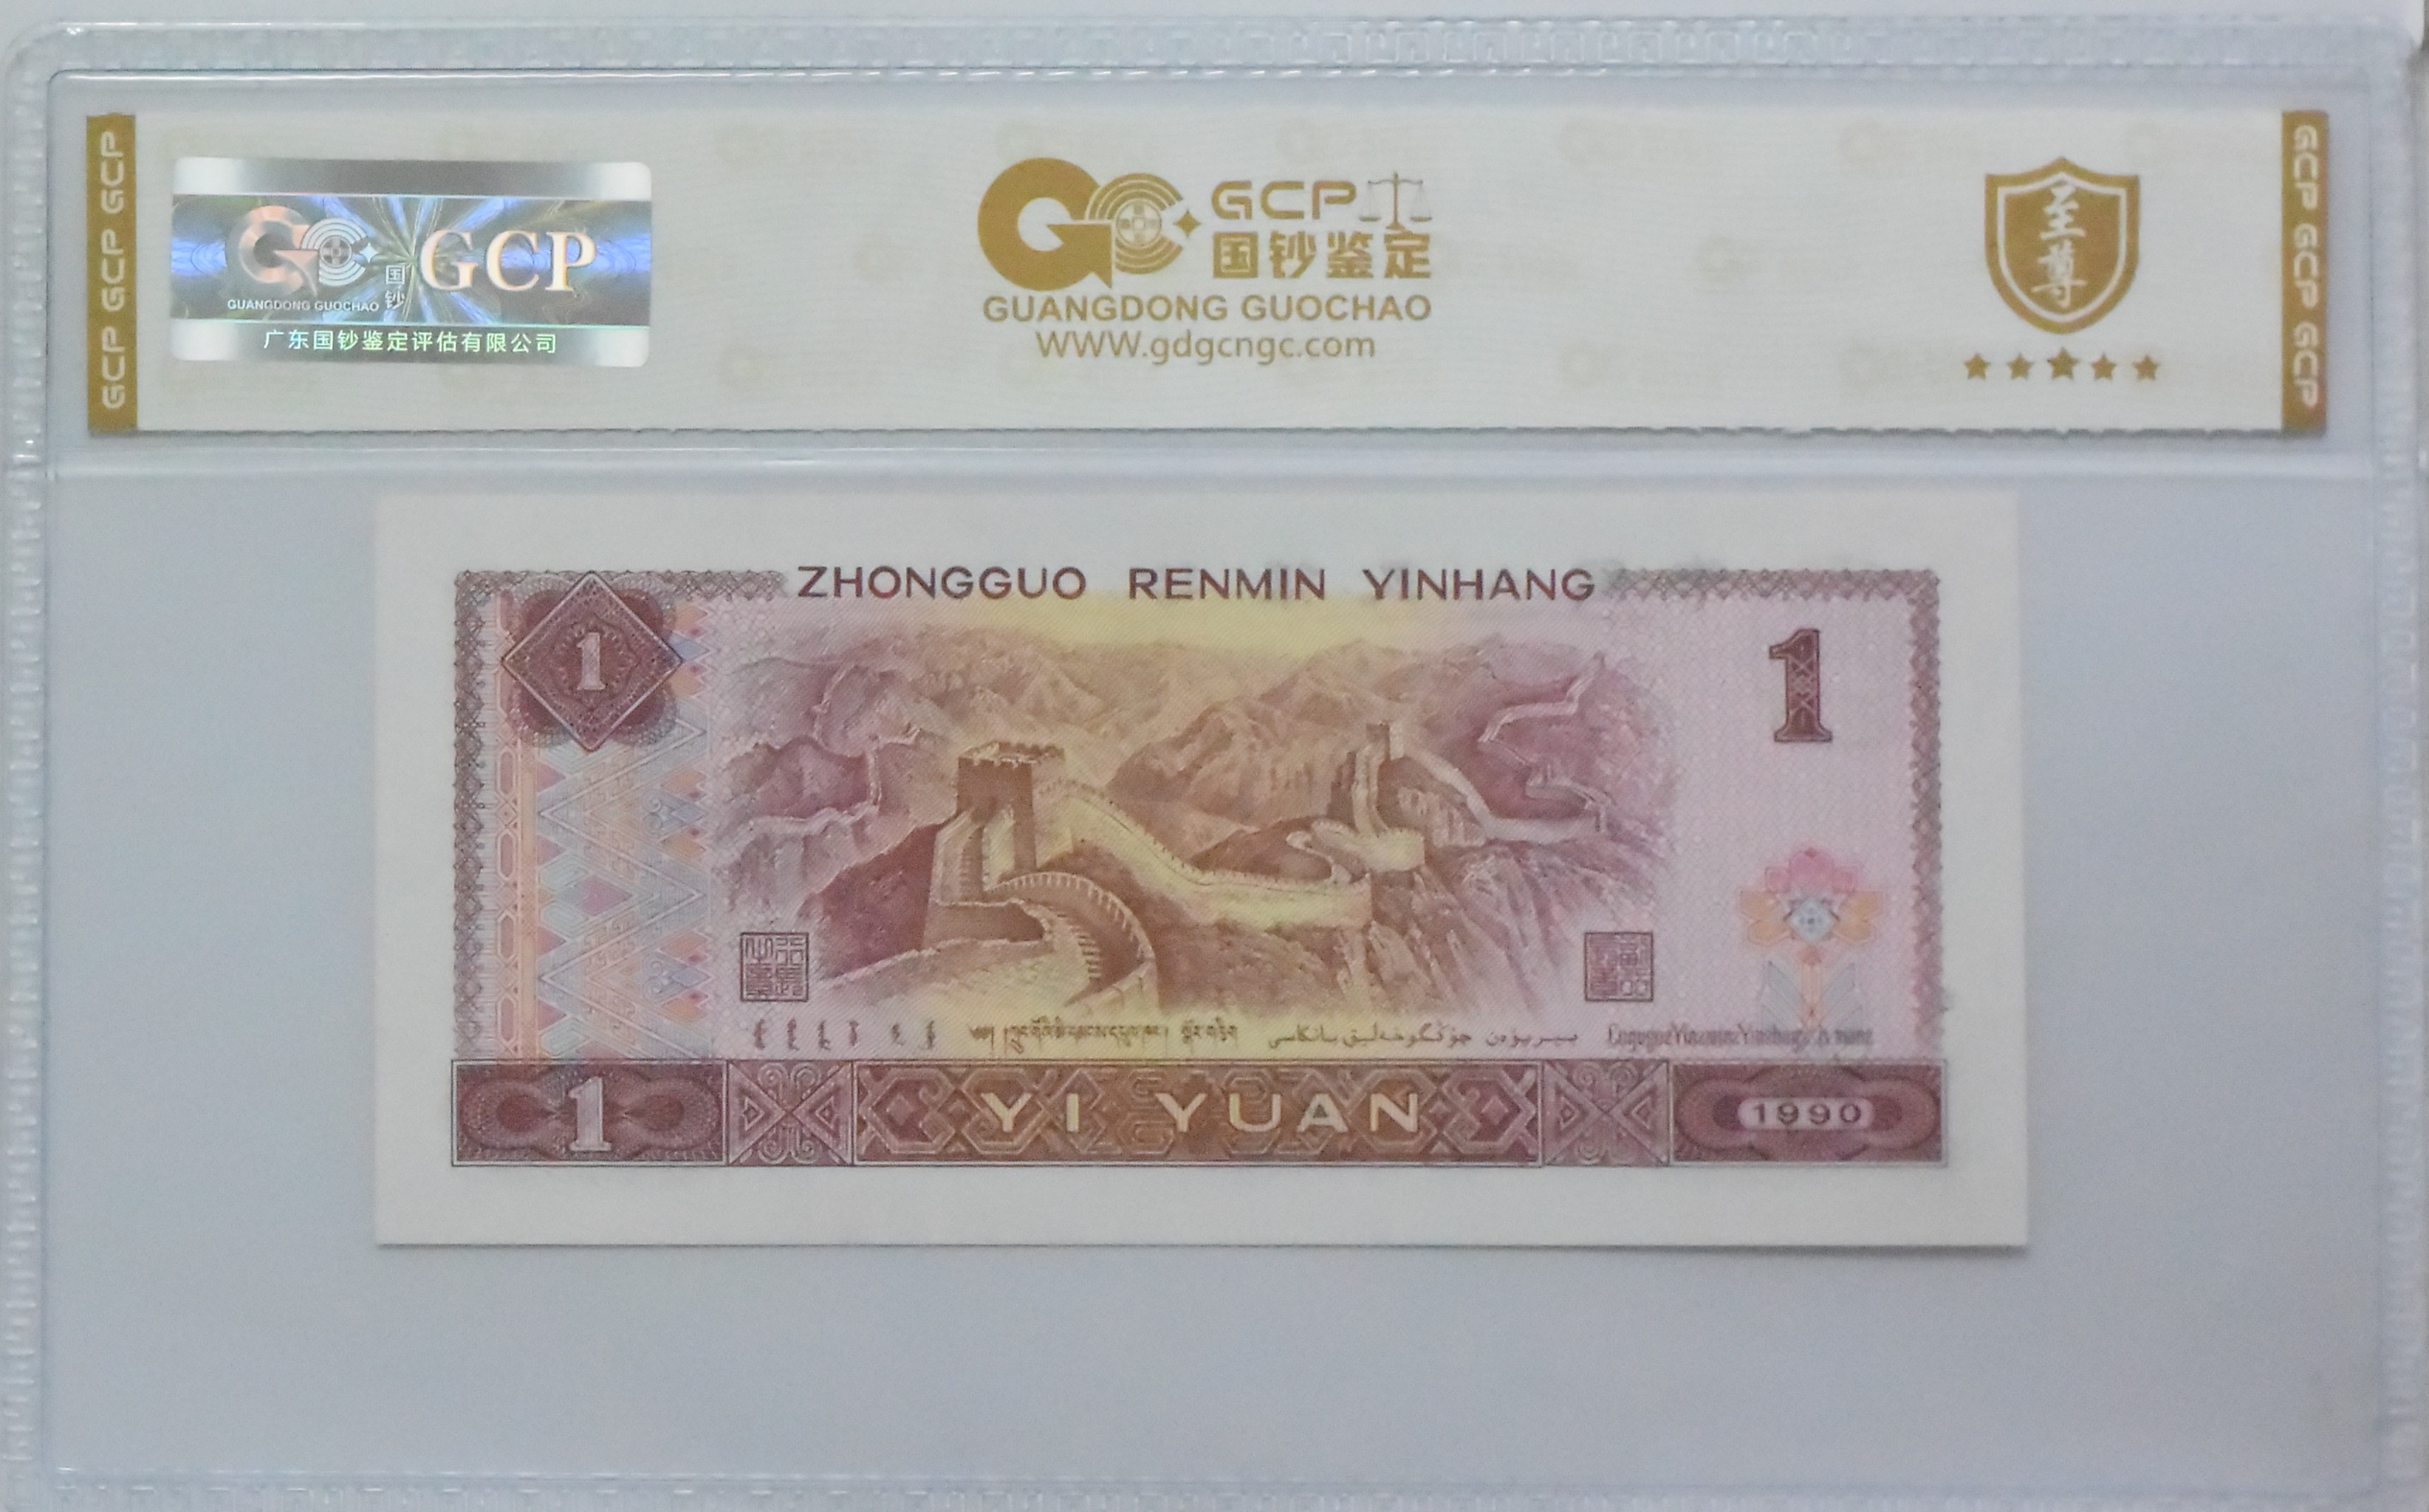 GCP GCP GCP
国钞
GCP
GUANGDONG GUOCHAO
广东国钞鉴定评估有限公司
GCP
国钞鉴定
GUANGDONG GUOCHAO
WWW.gdgcngc.com
至尊
GCP GCP GCP
ZHONGGUO RENMIN YINHANG
1
1
1
YI YUAN
1990